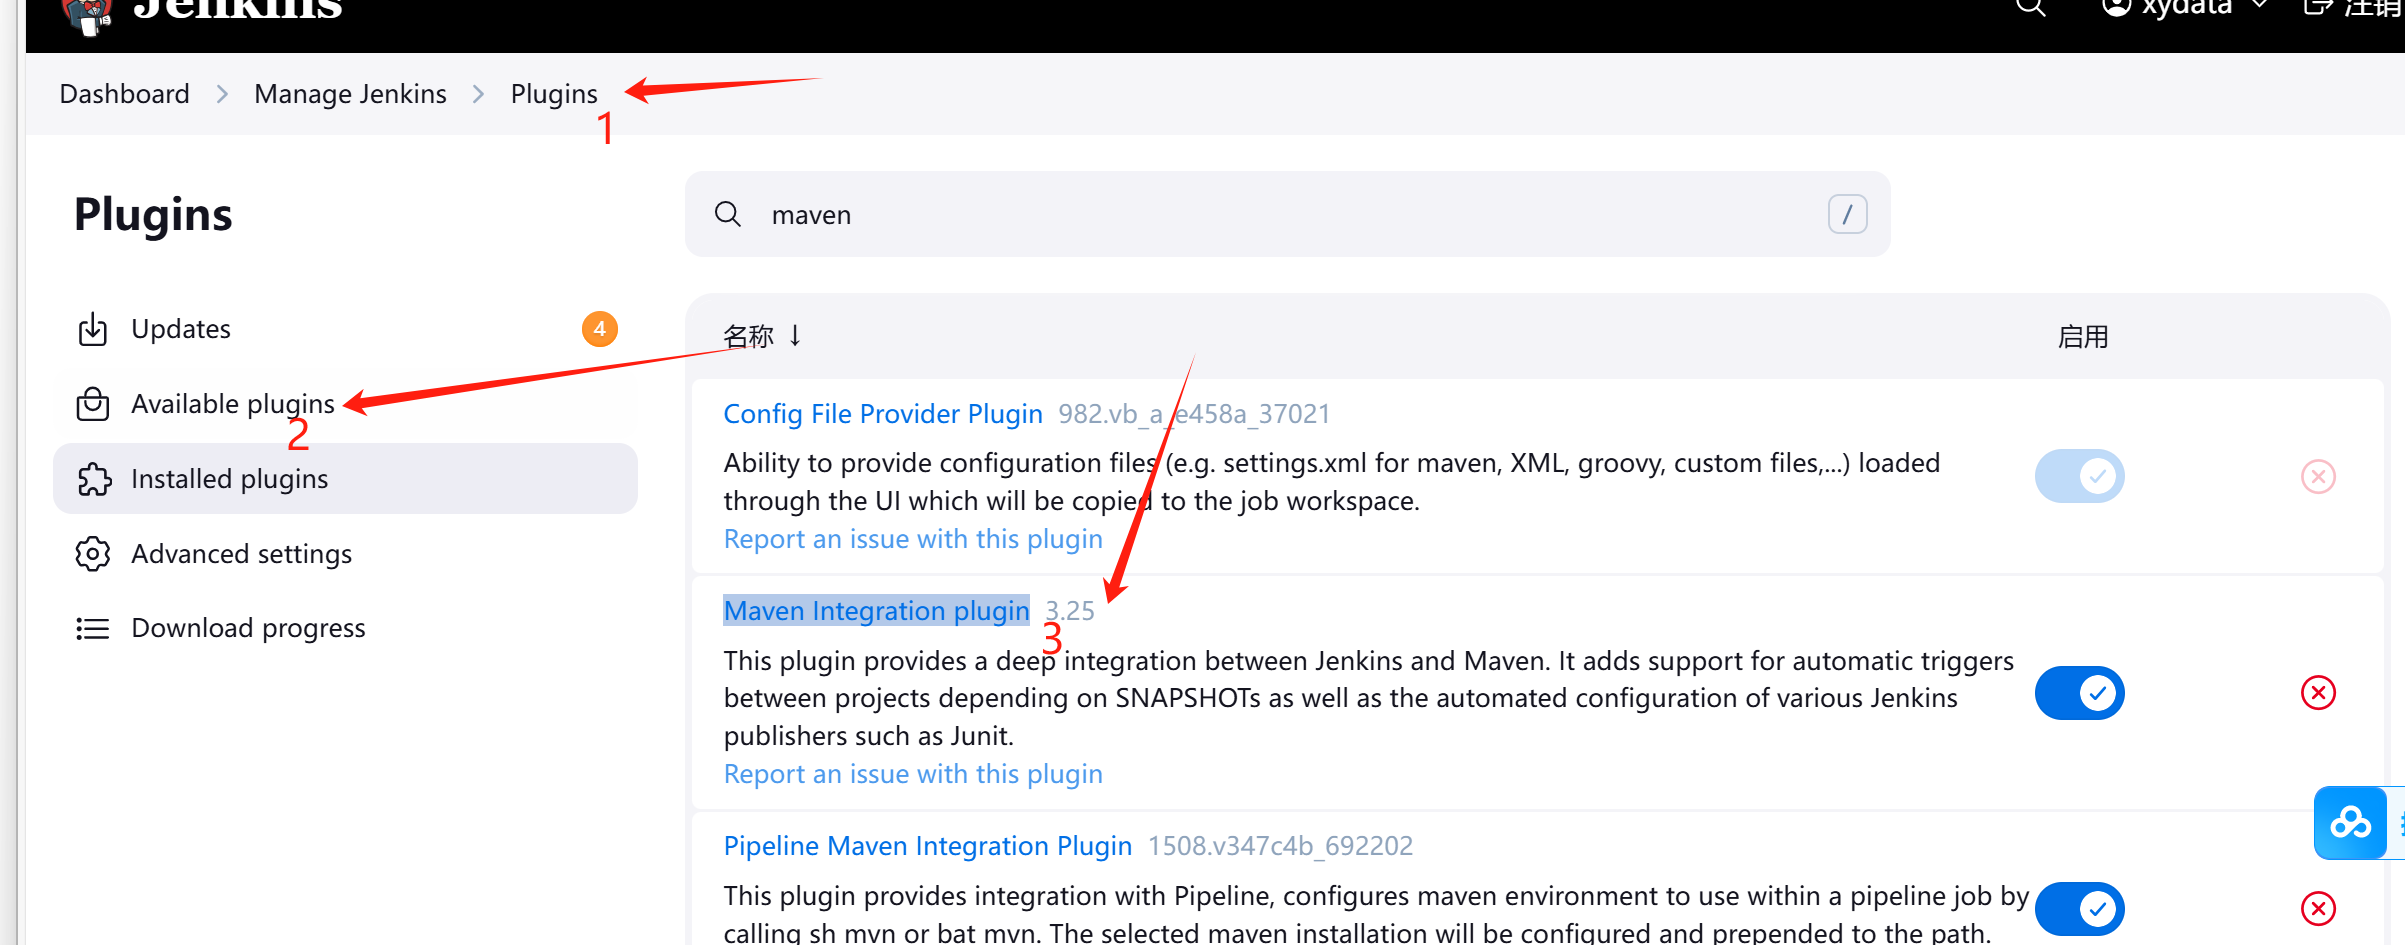 Jenkins
xydata
注销
Dashboard > Manage Jenkins > Plugins
1
Plugins
maven
/
Updates
4
Available plugins
2
Installed plugins
Advanced settings
Download progress
名称 ↓
启用
Config File Provider Plugin 982.vb_a_e458a_37021
Ability to provide configuration files (e.g. settings.xml for maven, XML, groovy, custom files,...) loaded
through the UI which will be copied to the job workspace.
Report an issue with this plugin
Maven Integration plugin 3.25
3
This plugin provides a deep integration between Jenkins and Maven. It adds support for automatic triggers
between projects depending on SNAPSHOTs as well as the automated configuration of various Jenkins
publishers such as Junit.
Report an issue with this plugin
Pipeline Maven Integration Plugin 1508.v347c4b_692202
This plugin provides integration with Pipeline, configures maven environment to use within a pipeline job by
calling sh mvn or bat mvn. The selected maven installation will be configured and prepended to the path.